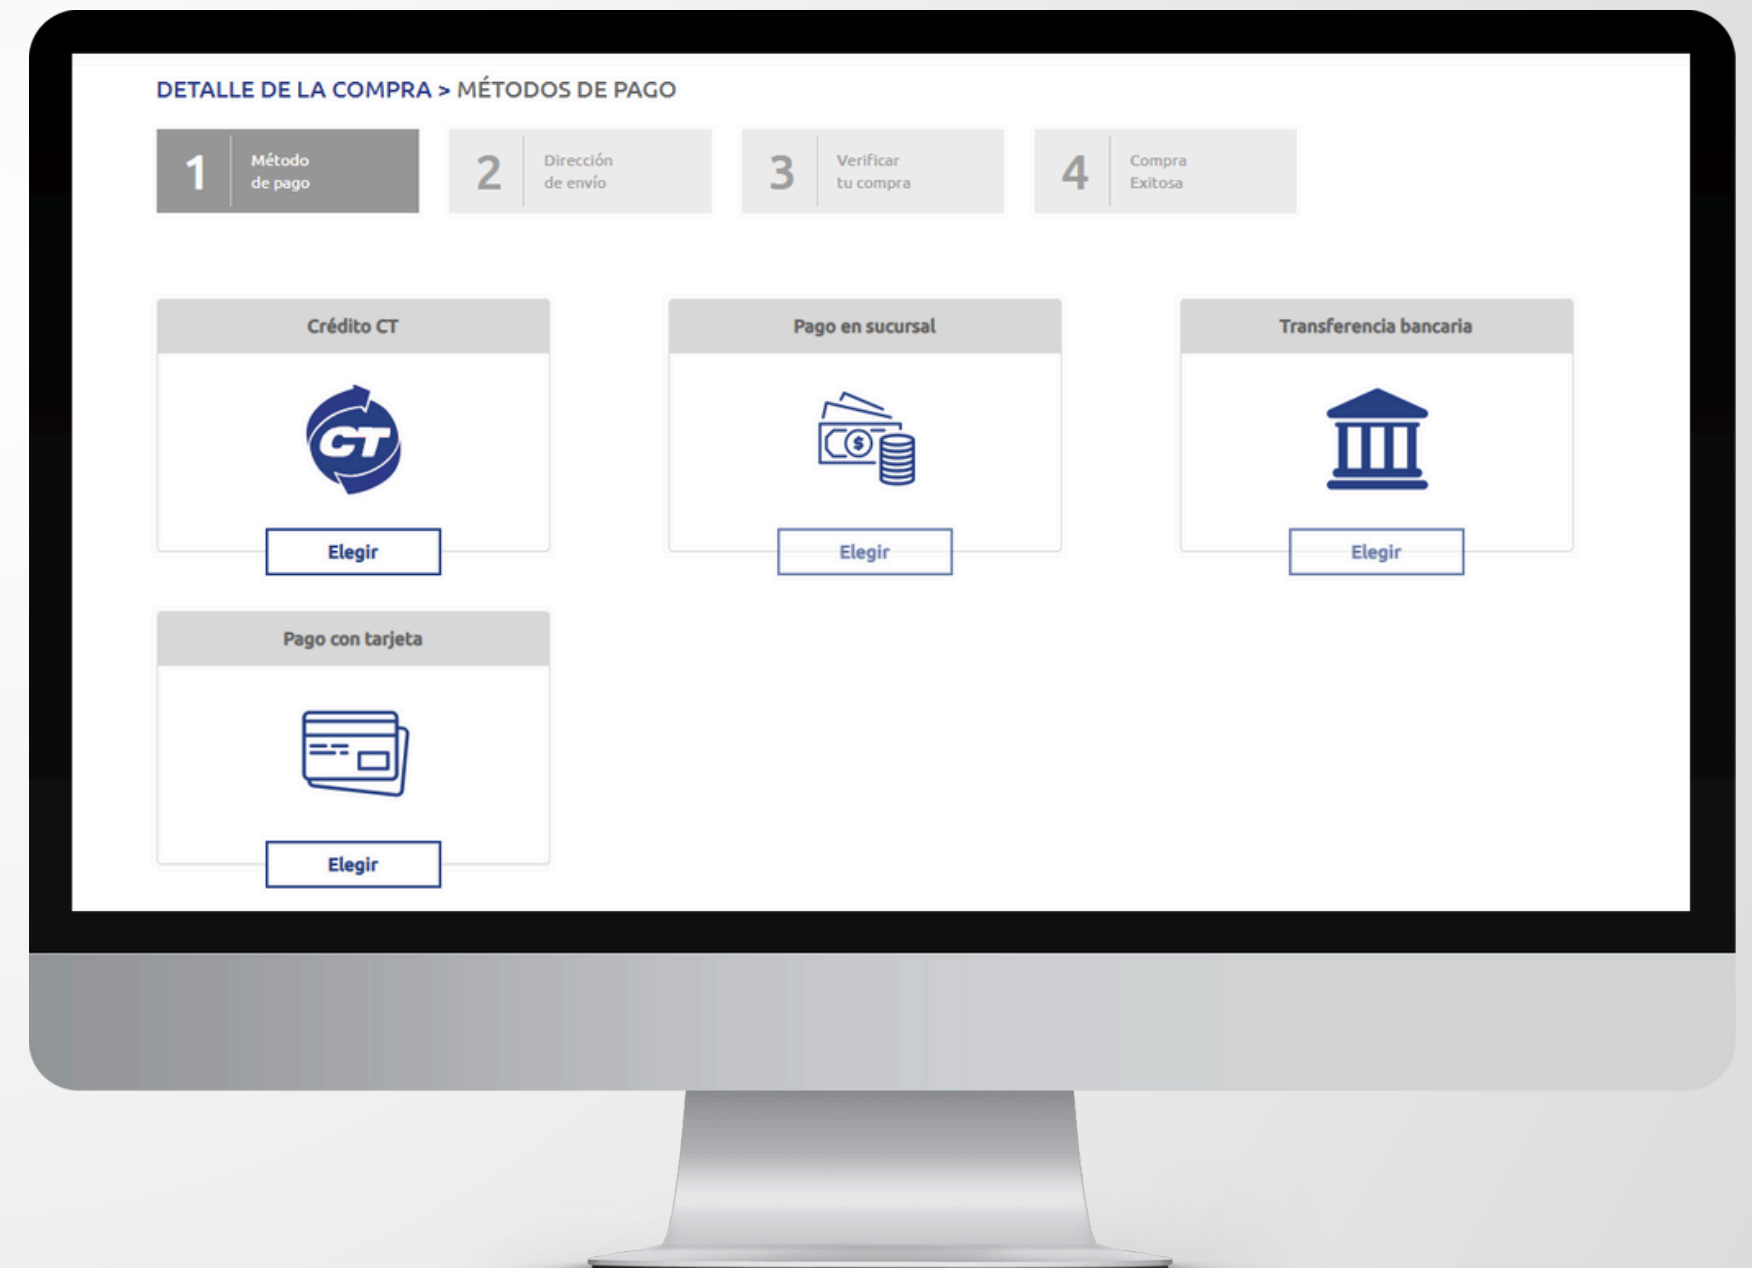 DETALLE DE LA COMPRA > MÉTODOS DE PAGO
1
Método
de pago
2
Dirección
de envío
3
Verificar
tu compra
4
Compra
Exitosa
Crédito CT
Pago en sucursal
Transferencia bancaria
CT
$
Elegir
Elegir
Elegir
Pago con tarjeta
Elegir